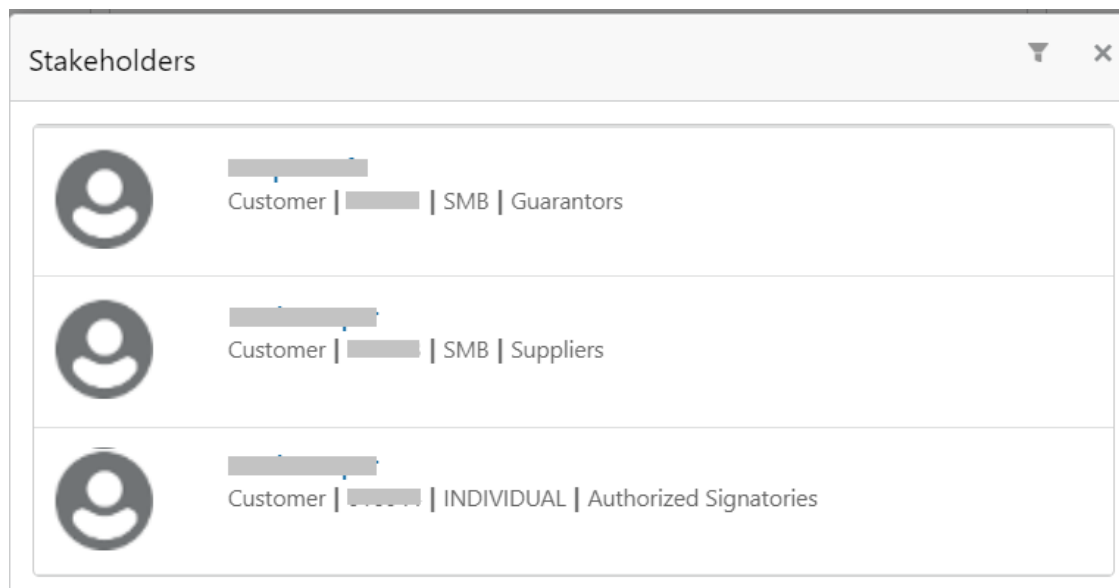 Stakeholders
Customer | | SMB | Guarantors
Customer | | SMB | Suppliers
Customer | | INDIVIDUAL | Authorized Signatories